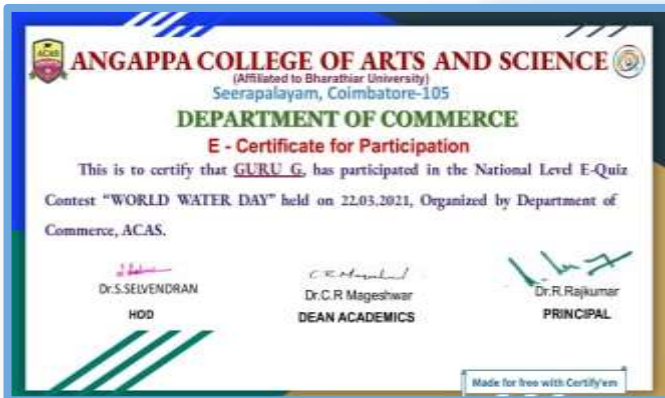 ACAS
ANGAPPA COLLEGE OF ARTS AND SCIENCE
(Affiliated to Bharathiar University)
Seerapalayam, Coimbatore-105
DEPARTMENT OF COMMERCE
E - Certificate for Participation
This is to certify that GURU G, has participated in the National Level E-Quiz
Contest "WORLD WATER DAY" held on 22.03.2021, Organized by Department of
Commerce, ACAS.
Dr.S.SELVENDRAN
HOD
Dr.C.R Mageshwar
DEAN ACADEMICS
Dr.R.Rajkumar
PRINCIPAL
Made for free with Certify'em